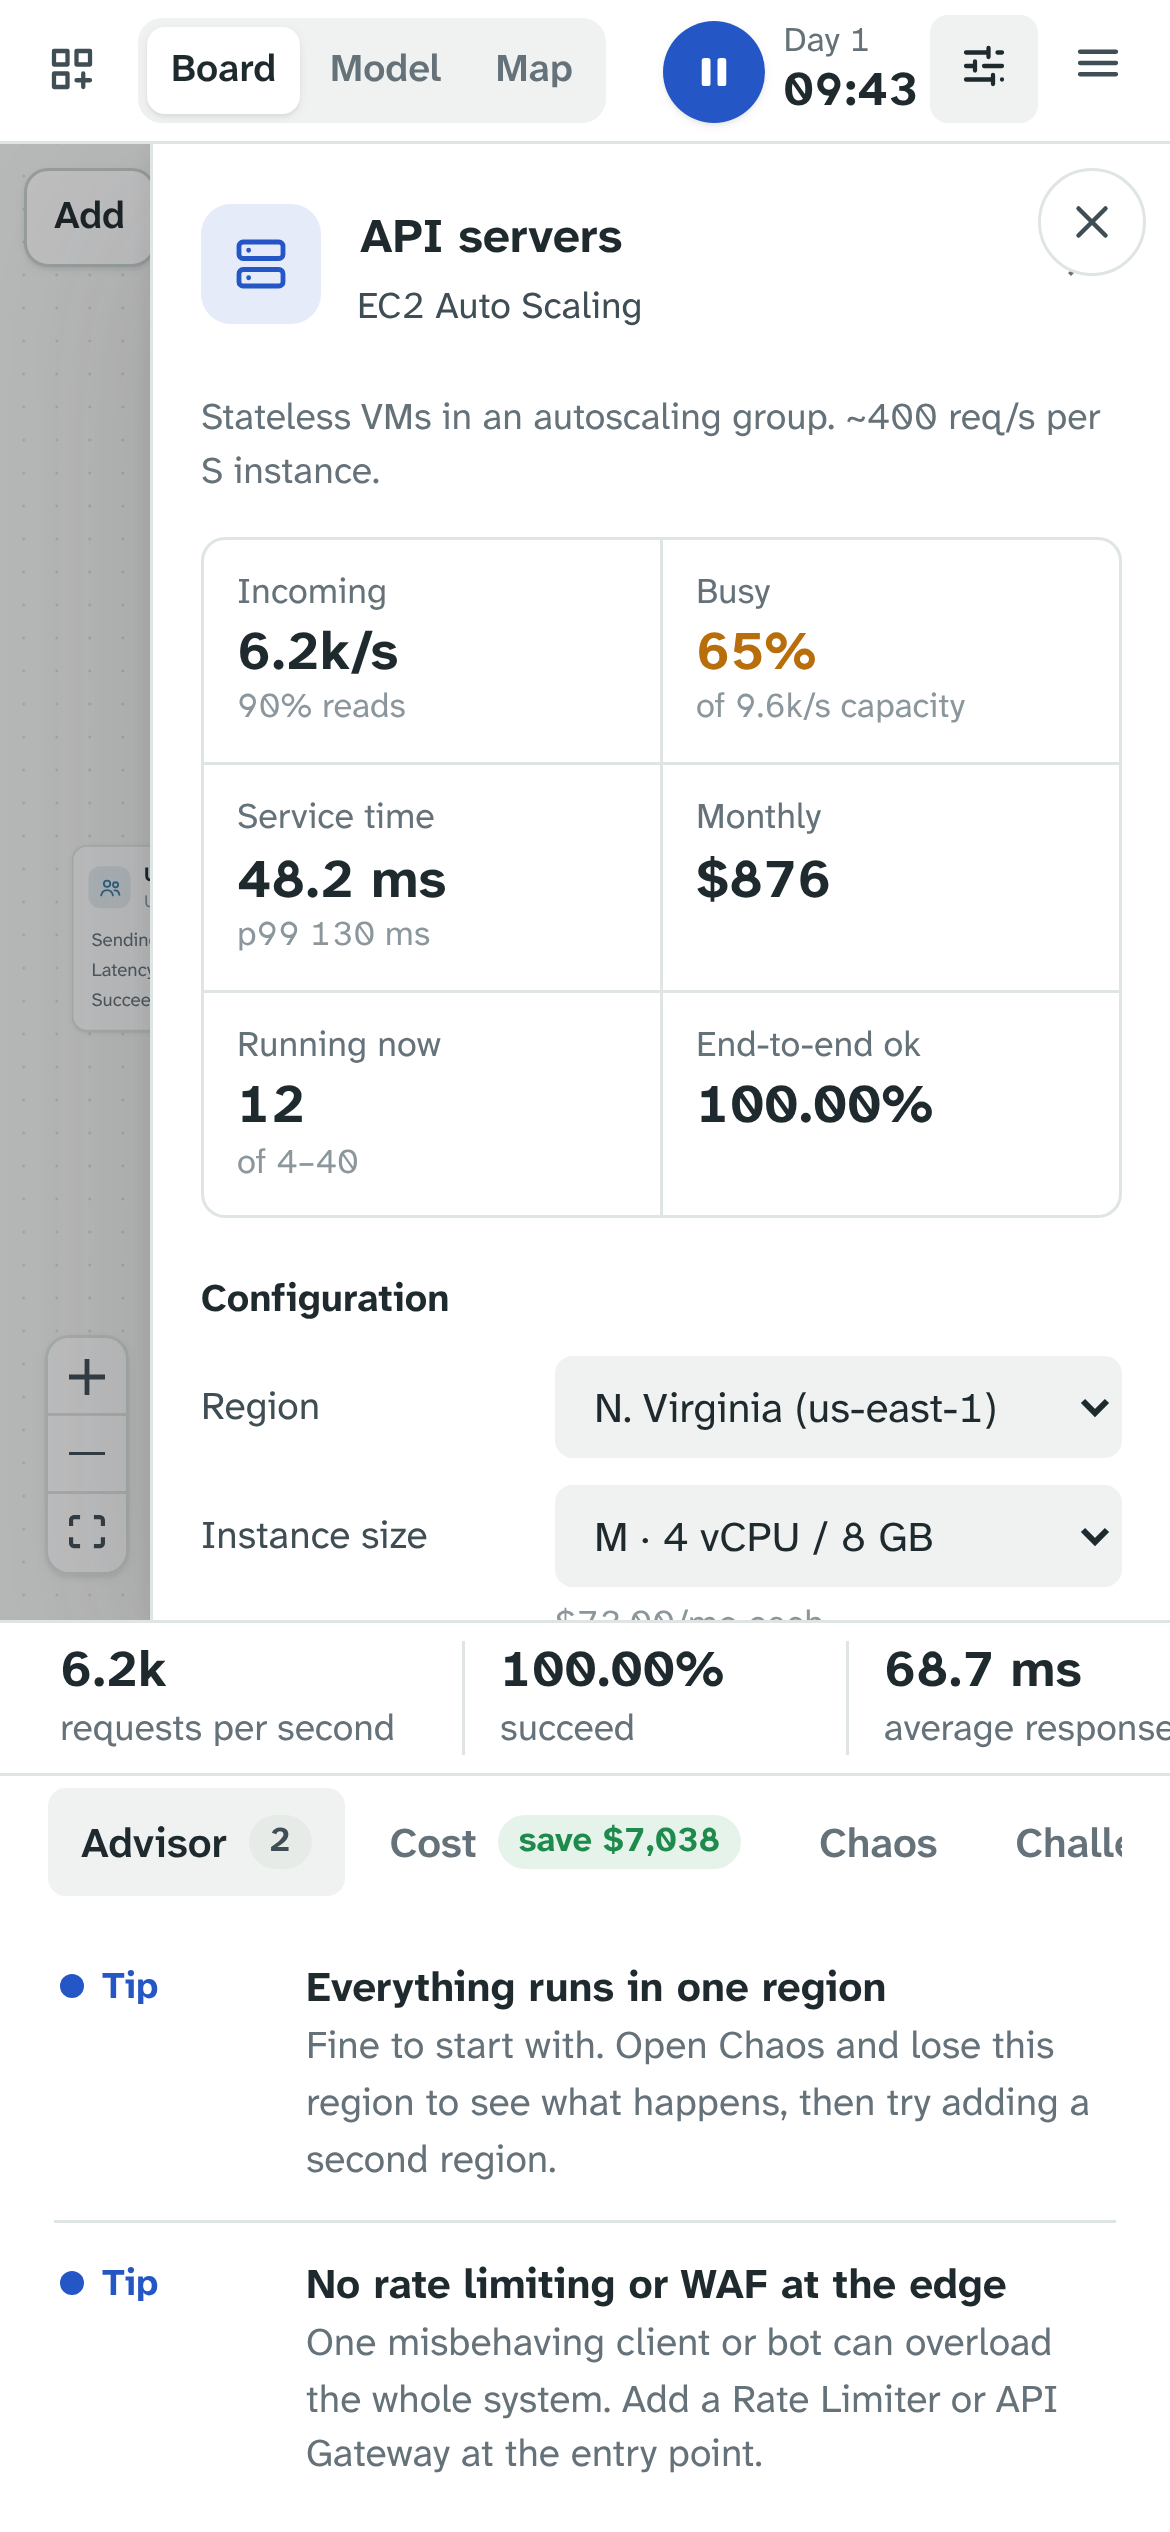 Board
Model
Map
Day 1
09:43
Add
API servers
EC2 Auto Scaling
Stateless VMs in an autoscaling group. ~400 req/s per
S instance.
Incoming
6.2k/s
90% reads
Busy
65%
of 9.6k/s capacity
Service time
48.2 ms
p99 130 ms
Monthly
$876
Running now
12
of 4–40
End-to-end ok
100.00%
Latency
Configuration
Region
N. Virginia (us-east-1)
Instance size
M · 4 vCPU / 8 GB
$73.00/mo each
6.2k
requests per second
100.00%
succeed
68.7 ms
average response
Advisor 2
Cost save $7,038
Chaos
Tip
Everything runs in one region
Fine to start with. Open Chaos and lose this
region to see what happens, then try adding a
second region.
Tip
No rate limiting or WAF at the edge
One misbehaving client or bot can overload
the whole system. Add a Rate Limiter or API
Gateway at the entry point.